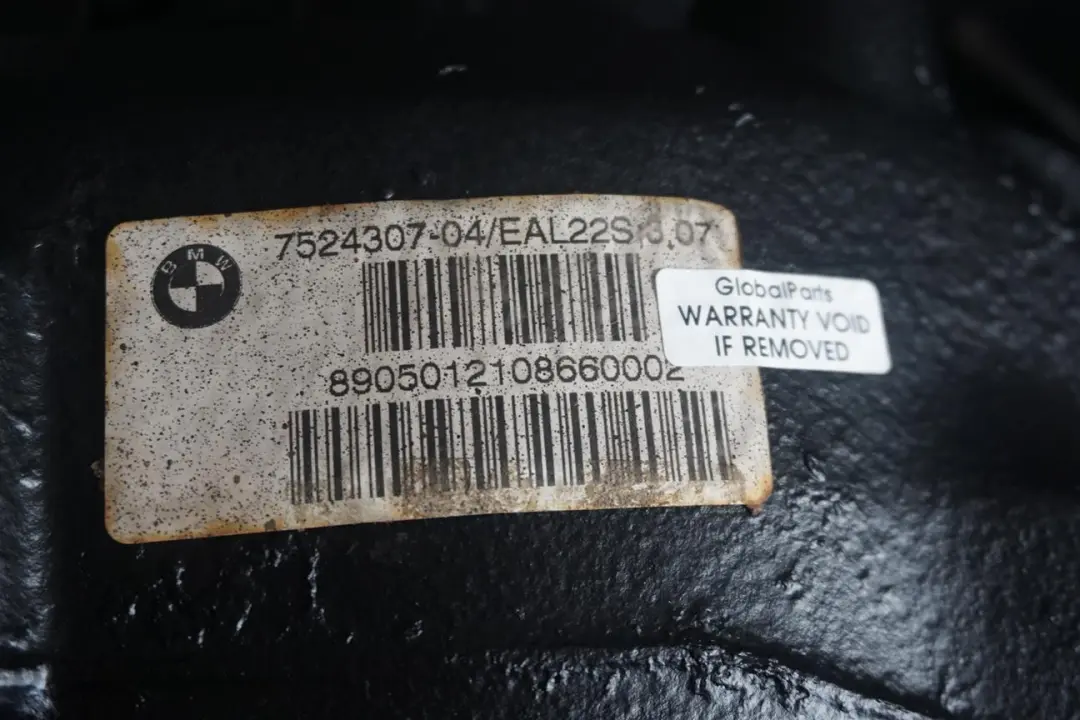 BMW
7524307-04/EAL22S 3,07
8905012108660002
GlobalParts
WARRANTY VOID
IF REMOVED